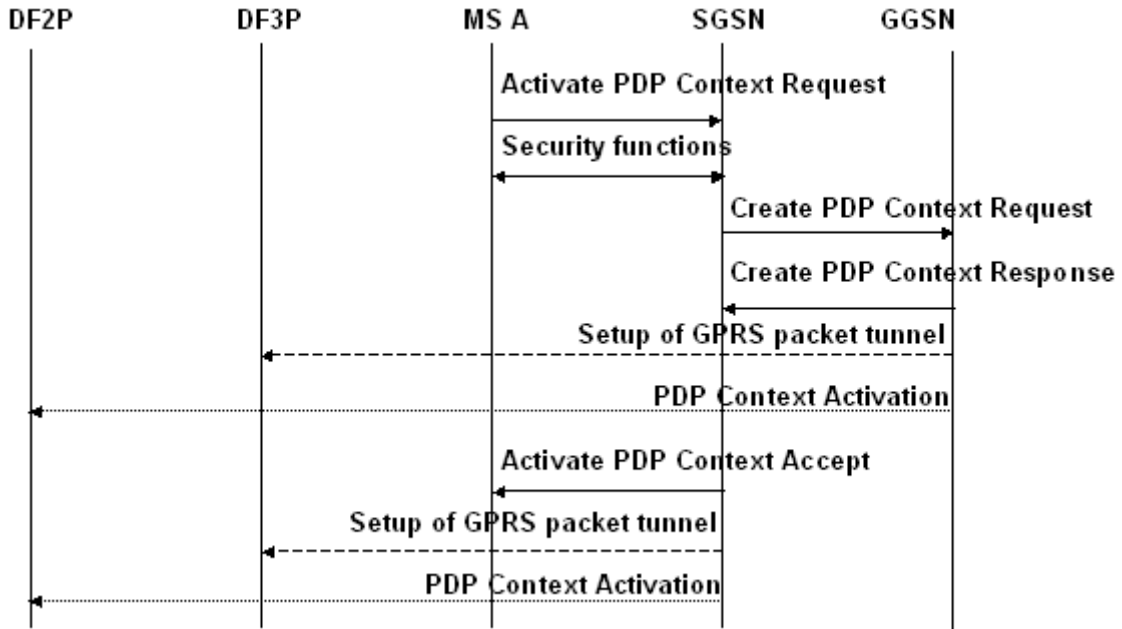 DF2P DF3P MS A SGSN GGSN
Activate PDP Context Request
Security functions
Create PDP Context Request
Create PDP Context Response
Setup of GPRS packet tunnel
PDP Context Activation
Activate PDP Context Accept
Setup of GPRS packet tunnel
PDP Context Activation